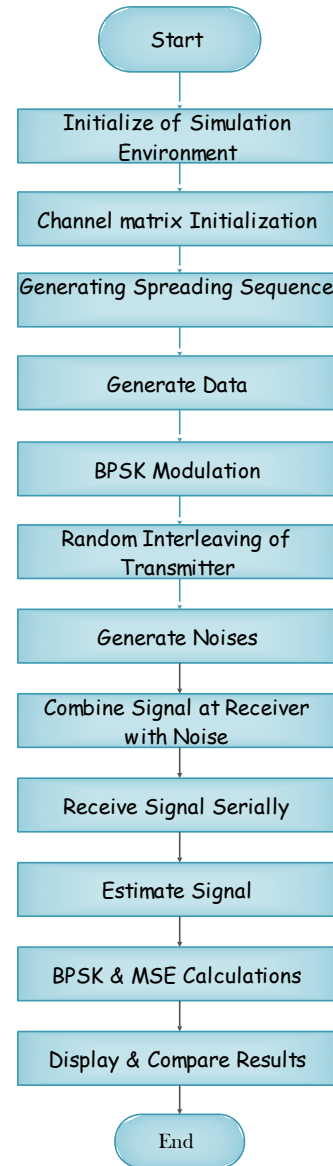 Start
Initialize of Simulation
Environment
Channel matrix Initialization
Generating Spreading Sequence
Generate Data
BPSK Modulation
Random Interleaving of
Transmitter
Generate Noises
Combine Signal at Receiver
with Noise
Receive Signal Serially
Estimate Signal
BPSK & MSE Calculations
Display & Compare Results
End